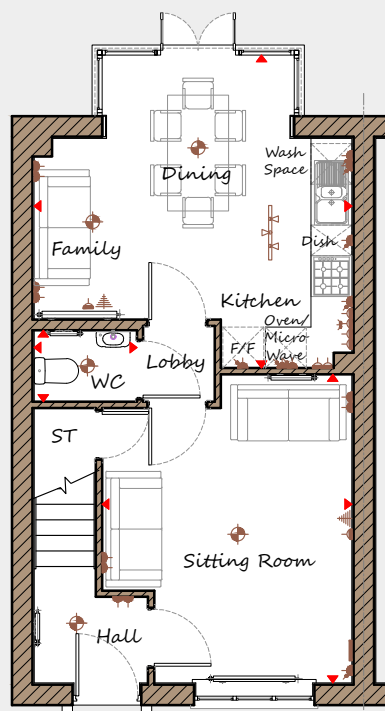 Wash
Space
Dining
Dish
Family
Kitchen
Oven/
Micro
Wave
F/F
Lobby
WC
ST
Sitting Room
Hall